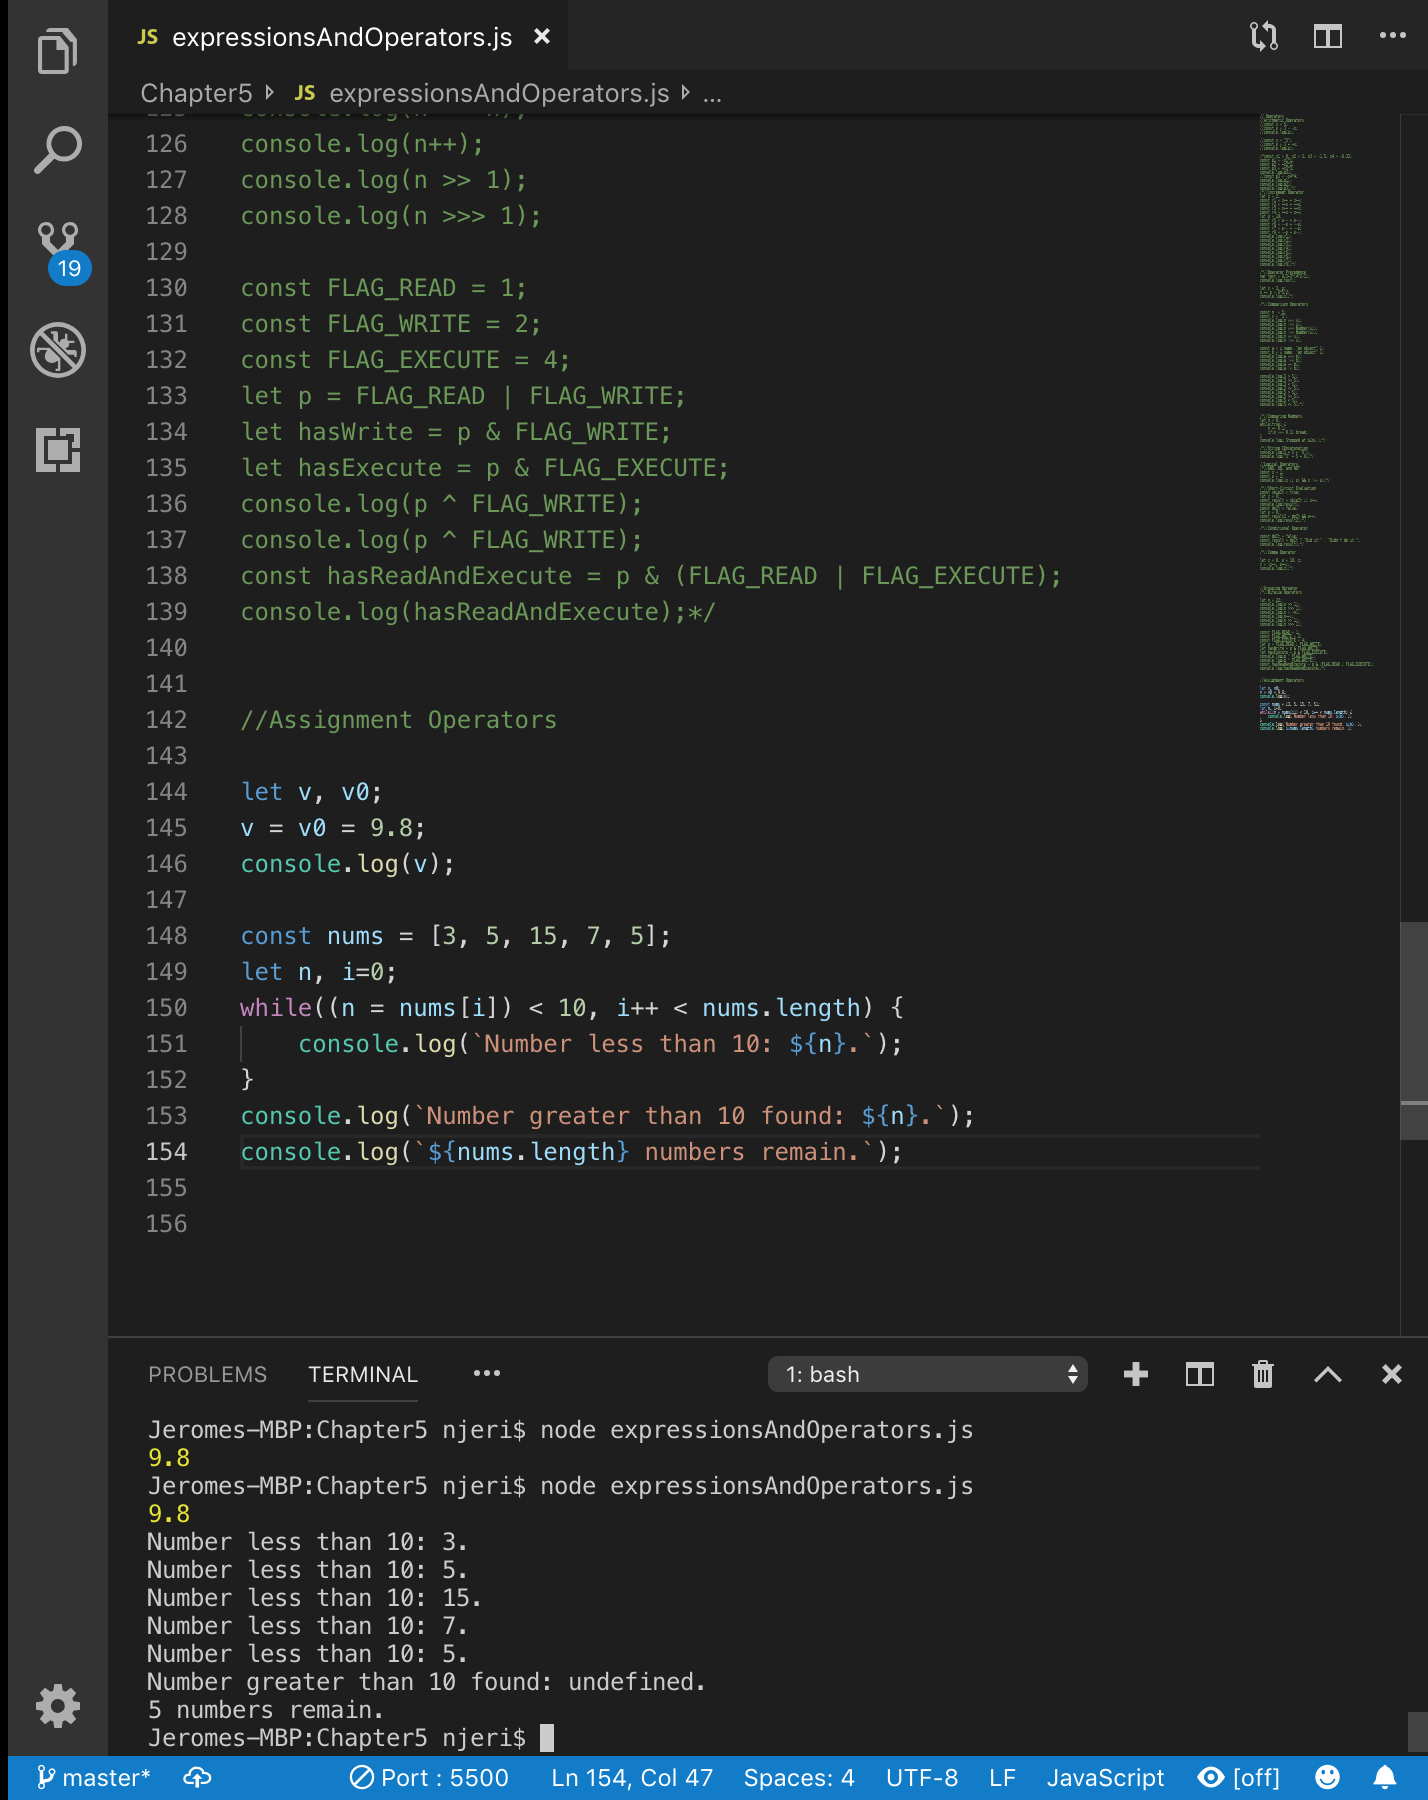 JS expressionsAndOperators.js
Chapter5 JS expressionsAndOperators.js ...
126 console.log(n++);
127 console.log(n >> 1);
128 console.log(n >>> 1);
129
130 const FLAG_READ = 1;
131 const FLAG_WRITE = 2;
132 const FLAG_EXECUTE = 4;
133 let p = FLAG_READ | FLAG_WRITE;
134 let hasWrite = p & FLAG_WRITE;
135 let hasExecute = p & FLAG_EXECUTE;
136 console.log(p ^ FLAG_WRITE);
137 console.log(p ^ FLAG_WRITE);
138 const hasReadAndExecute = p & (FLAG_READ | FLAG_EXECUTE);
139 console.log(hasReadAndExecute);*/
140
141
142 //Assignment Operators
143
144 let v, v0;
145 v = v0 = 9.8;
146 console.log(v);
147
148 const nums = [3, 5, 15, 7, 5];
149 let n, i=0;
150 while((n = nums[i]) < 10, i++ < nums.length) {
151 console.log(`Number less than 10: ${n}.`);
152 }
153 console.log(`Number greater than 10 found: ${n}.`);
154 console.log(`${nums.length} numbers remain.`);
155
156
19
PROBLEMS TERMINAL ... 1: bash
Jeromes-MBP:Chapter5 njeri$ node expressionsAndOperators.js
9.8
Jeromes-MBP:Chapter5 njeri$ node expressionsAndOperators.js
9.8
Number less than 10: 3.
Number less than 10: 5.
Number less than 10: 15.
Number less than 10: 7.
Number less than 10: 5.
Number greater than 10 found: undefined.
5 numbers remain.
Jeromes-MBP:Chapter5 njeri$
master* Port : 5500 Ln 154, Col 47 Spaces: 4 UTF-8 LF JavaScript [off]